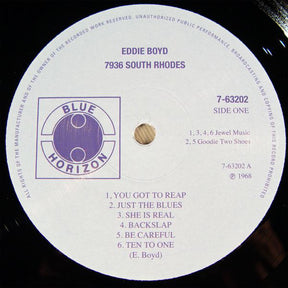 EDDIE BOYD
7936 SOUTH RHODES
7-63202
SIDE ONE
1, 3, 4, 6 Jewel Music
2, 5 Goodie Two Shoes
7-63202 A
Ⓟ 1968
BLUE
HORIZON
1. YOU GOT TO REAP
2. JUST THE BLUES
3. SHE IS REAL
4. BACKSLAP
5. BE CAREFUL
6. TEN TO ONE
(E. Boyd)
ALL RIGHTS OF THE MANUFACTURER AND OF THE OWNER OF THE RECORDED WORK RESERVED. UNAUTHORISED PUBLIC PERFORMANCE, BROADCASTING AND COPYING OF THIS RECORD PROHIBITED